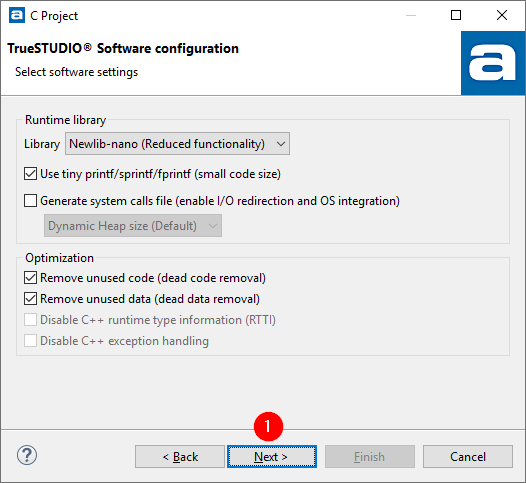 a C Project
TrueSTUDIO® Software configuration
Select software settings
a
Runtime library
Library Newlib-nano (Reduced functionality)
Use tiny printf/sprintf/fprintf (small code size)
Generate system calls file (enable I/O redirection and OS integration)
Dynamic Heap size (Default)
Optimization
Remove unused code (dead code removal)
Remove unused data (dead data removal)
Disable C++ runtime type information (RTTI)
Disable C++ exception handling
1
? < Back Next > Finish Cancel